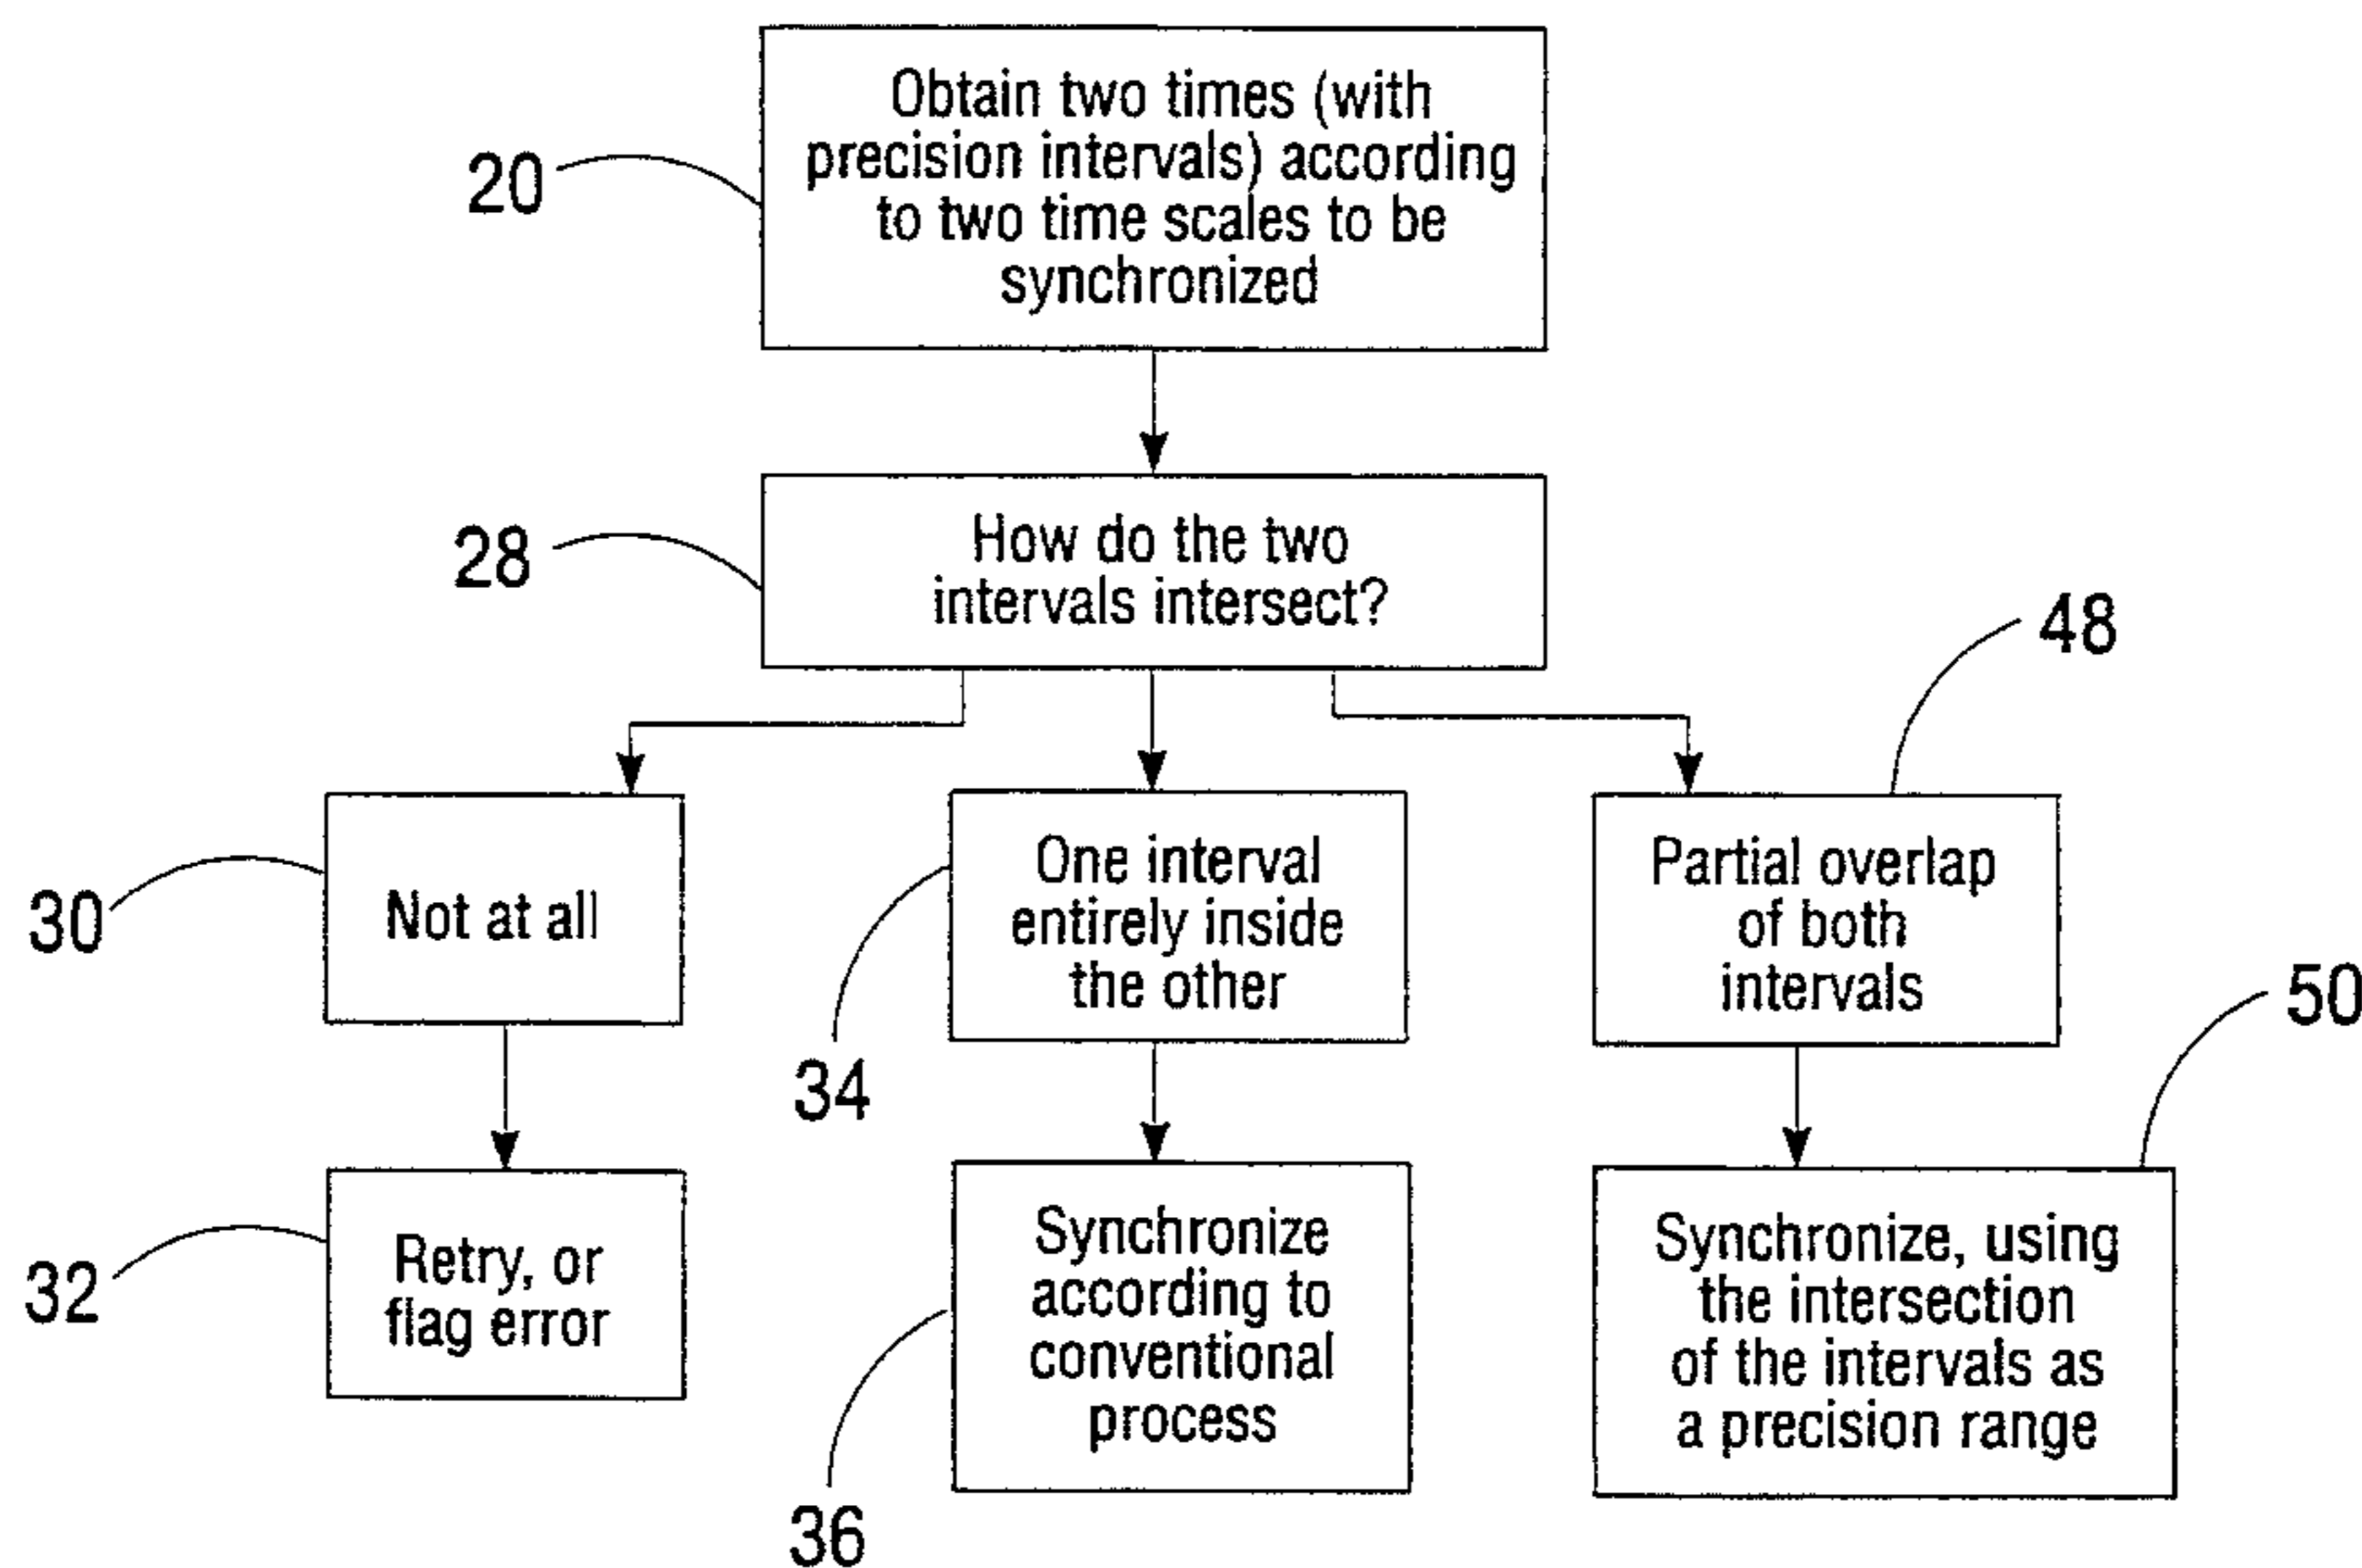 Obtain two times (with
precision intervals) according
to two time scales to be
synchronized
20
How do the two
intervals intersect?
28
48
Not at all
30
One interval
entirely inside
the other
34
Partial overlap
of both
intervals
50
Retry, or
flag error
32
Synchronize
according to
conventional
process
36
Synchronize, using
the intersection
of the intervals as
a precision range